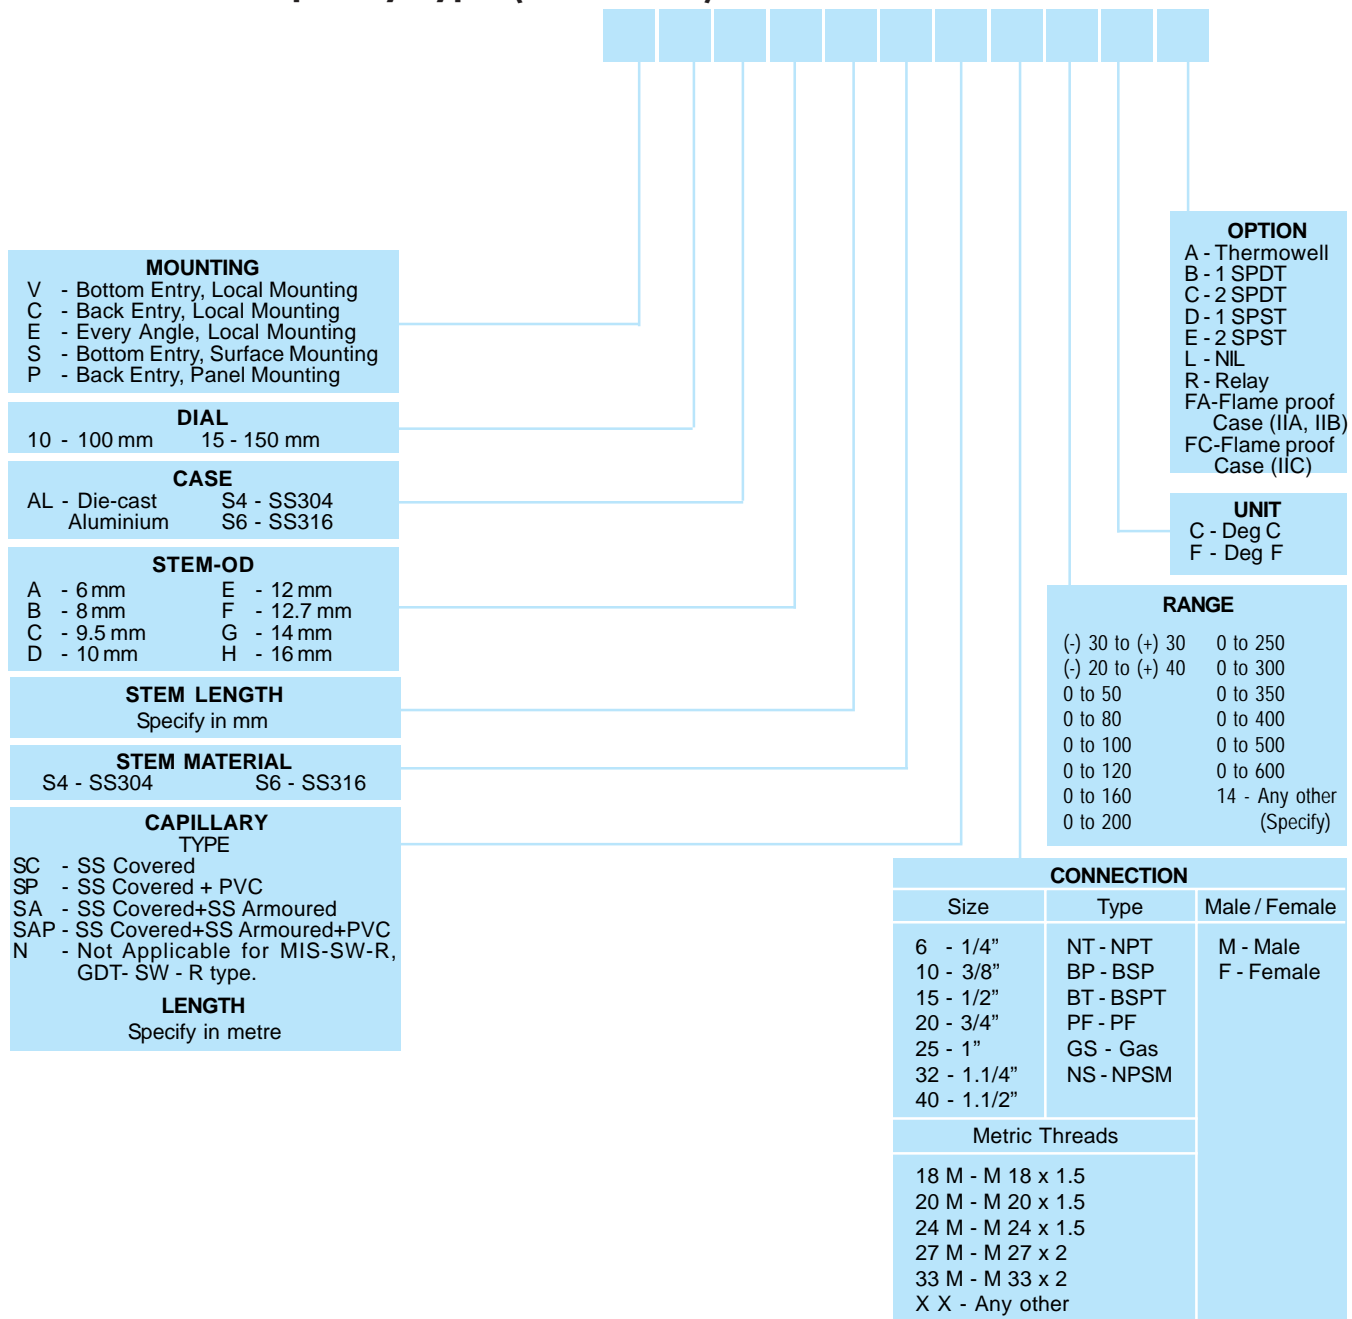 MOUNTING
V - Bottom Entry, Local Mounting
C - Back Entry, Local Mounting
E - Every Angle, Local Mounting
S - Bottom Entry, Surface Mounting
P - Back Entry, Panel Mounting
DIAL
10 - 100 mm 15 - 150 mm
CASE
AL - Die-cast S4 - SS304
Aluminium S6 - SS316
STEM-OD
A - 6 mm E - 12 mm
B - 8 mm F - 12.7 mm
C - 9.5 mm G - 14 mm
D - 10 mm H - 16 mm
STEM LENGTH
Specify in mm
STEM MATERIAL
S4 - SS304 S6 - SS316
CAPILLARY
TYPE
SC - SS Covered
SP - SS Covered + PVC
SA - SS Covered+SS Armoured
SAP - SS Covered+SS Armoured+PVC
N - Not Applicable for MIS-SW-R,
GDT- SW - R type.
LENGTH
Specify in metre
OPTION
A - Thermowell
B - 1 SPDT
C - 2 SPDT
D - 1 SPST
E - 2 SPST
L - NIL
R - Relay
FA-Flame proof
Case (IIA, IIB)
FC-Flame proof
Case (IIC)
UNIT
C - Deg C
F - Deg F
RANGE
(-) 30 to (+) 30 0 to 250
(-) 20 to (+) 40 0 to 300
0 to 50 0 to 350
0 to 80 0 to 400
0 to 100 0 to 500
0 to 120 0 to 600
0 to 160 14 - Any other
0 to 200 (Specify)
CONNECTION
Size Type Male / Female
6 - 1/4” NT - NPT M - Male
10 - 3/8” BP - BSP F - Female
15 - 1/2” BT - BSPT
20 - 3/4” PF - PF
25 - 1” GS - Gas
32 - 1.1/4” NS - NPSM
40 - 1.1/2”
Metric Threads
18 M - M 18 x 1.5
20 M - M 20 x 1.5
24 M - M 24 x 1.5
27 M - M 27 x 2
33 M - M 33 x 2
X X - Any other